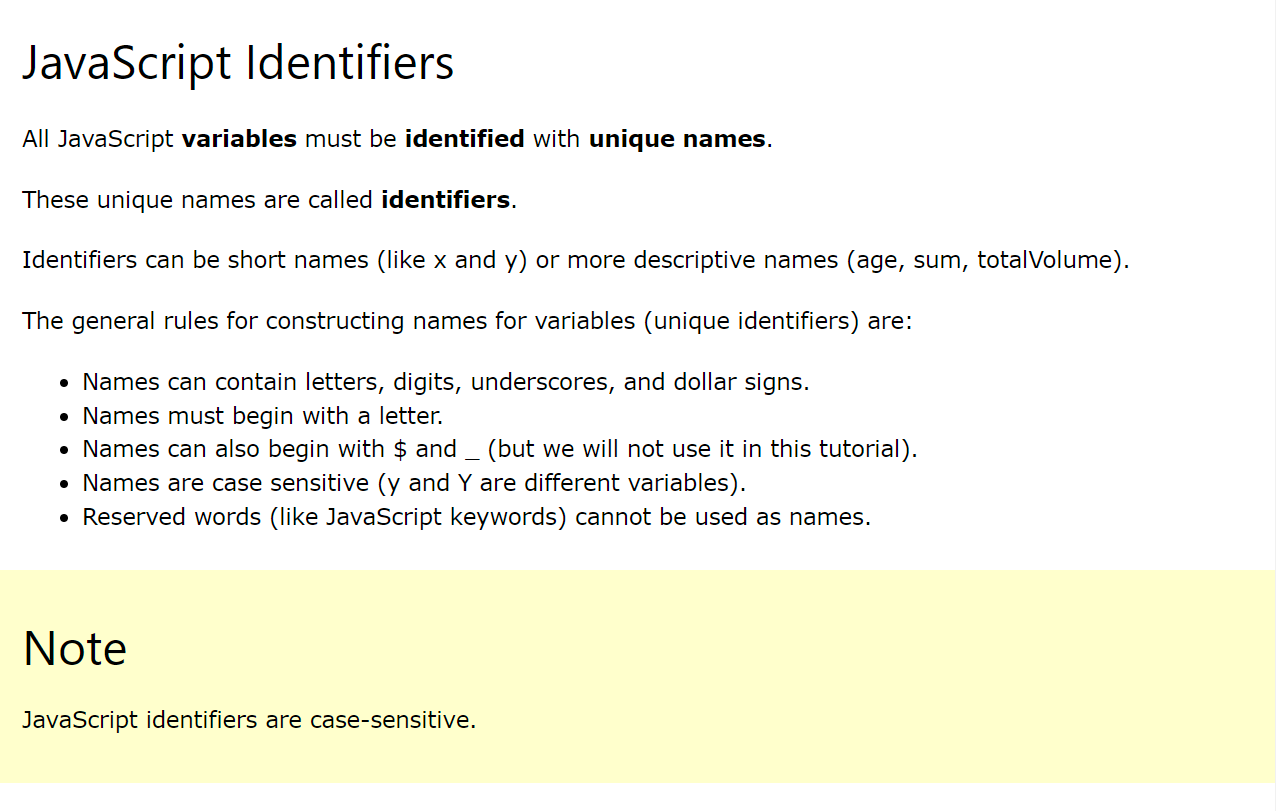 JavaScript Identifiers
All JavaScript variables must be identified with unique names.
These unique names are called identifiers.
Identifiers can be short names (like x and y) or more descriptive names (age, sum, totalVolume).
The general rules for constructing names for variables (unique identifiers) are:
• Names can contain letters, digits, underscores, and dollar signs.
• Names must begin with a letter.
• Names can also begin with $ and _ (but we will not use it in this tutorial).
• Names are case sensitive (y and Y are different variables).
• Reserved words (like JavaScript keywords) cannot be used as names.
Note
JavaScript identifiers are case-sensitive.